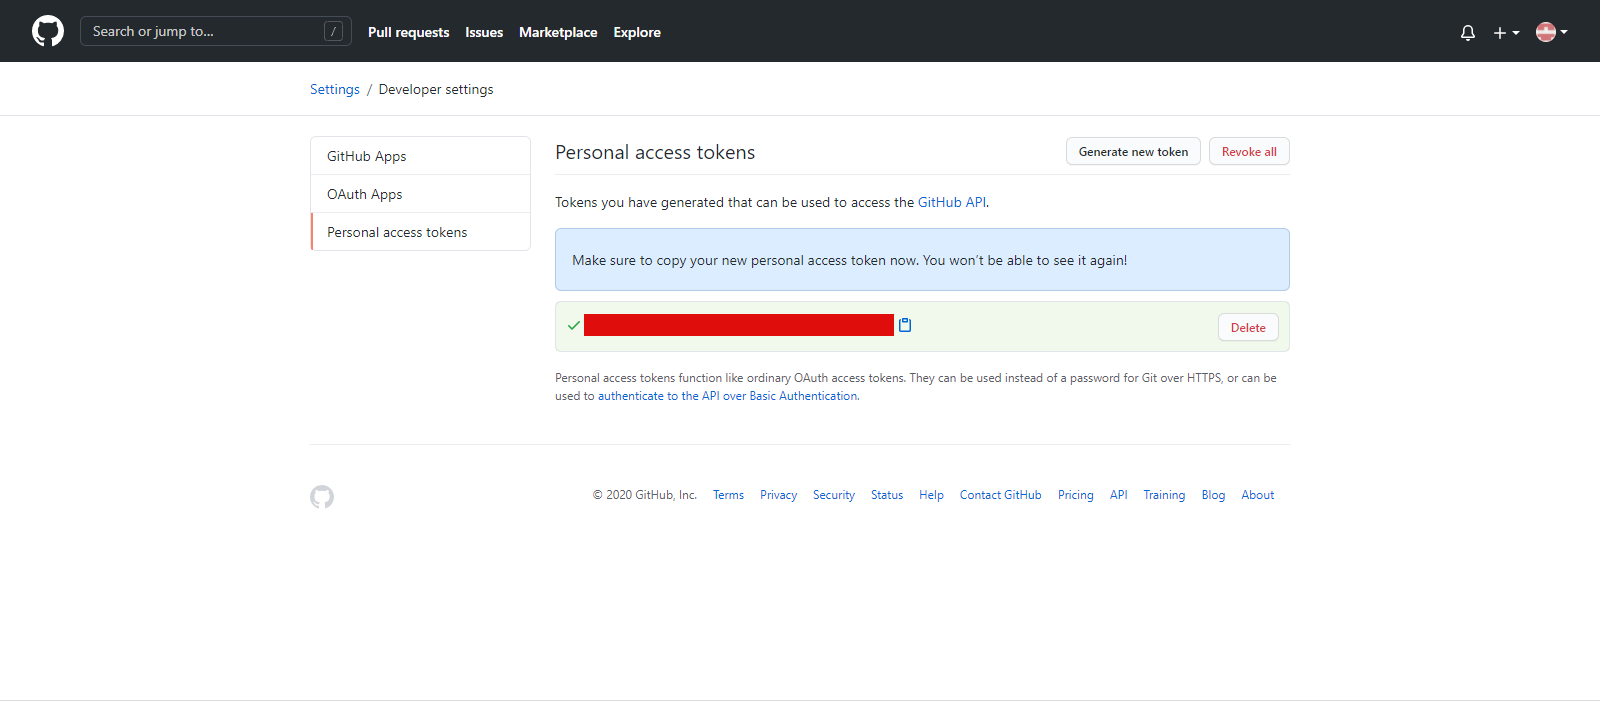 Search or jump to... /
Pull requests Issues Marketplace Explore
Settings / Developer settings
GitHub Apps
OAuth Apps
Personal access tokens
Personal access tokens
Generate new token
Revoke all
Tokens you have generated that can be used to access the GitHub API.
Make sure to copy your new personal access token now. You won't be able to see it again!
Delete
Personal access tokens function like ordinary OAuth access tokens. They can be used instead of a password for Git over HTTPS, or can be
used to authenticate to the API over Basic Authentication.
© 2020 GitHub, Inc. Terms Privacy Security Status Help Contact GitHub Pricing API Training Blog About